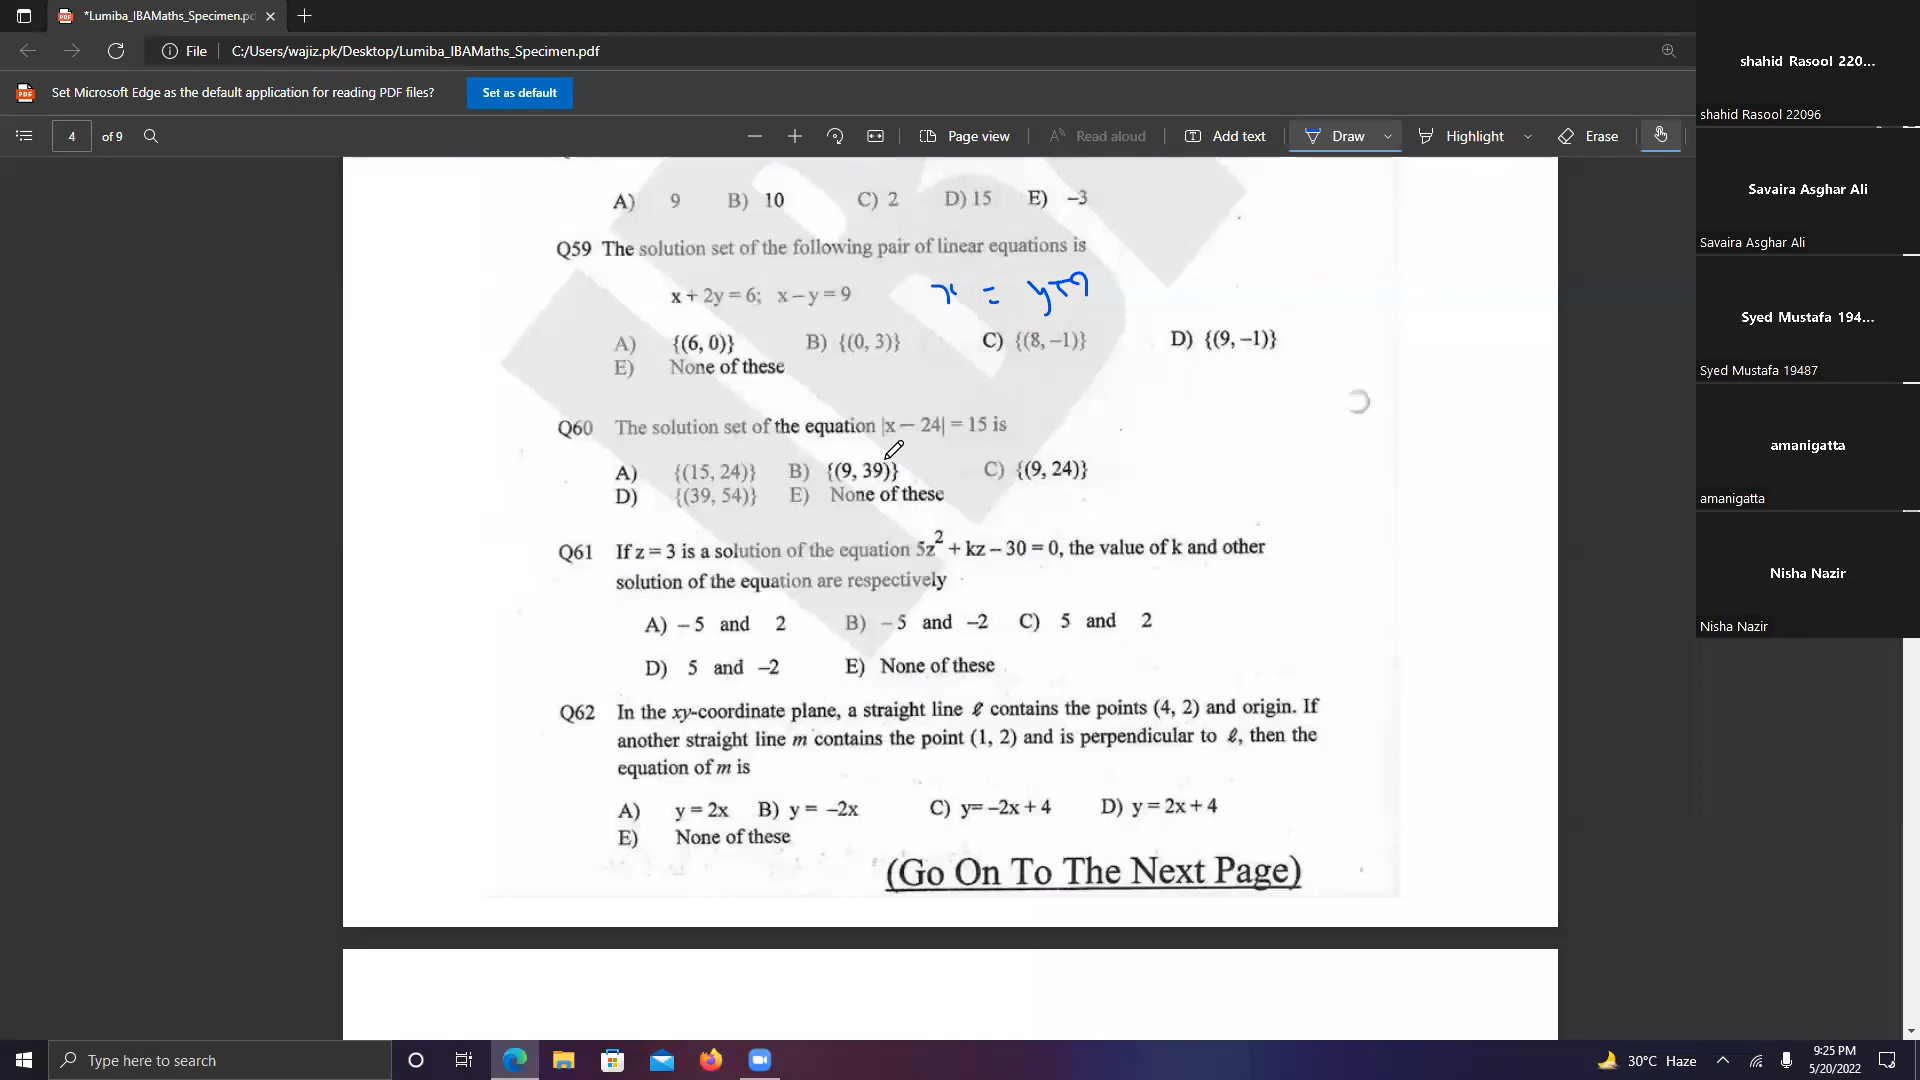 *Lumiba_IBAMaths_Specimen.pd
File C:/Users/wajiz.pk/Desktop/Lumiba_IBAMaths_Specimen.pdf
Set Microsoft Edge as the default application for reading PDF files? Set as default
4 of 9 Page view Read aloud Add text Draw Highlight Erase
A) 9 B) 10 C) 2 D) 15 E) –3
Q59 The solution set of the following pair of linear equations is
x + 2y = 6; x – y = 9 x = y+9
A) {(6, 0)} B) {(0, 3)} C) {(8, –1)} D) {(9, –1)}
E) None of these
Q60 The solution set of the equation |x – 24| = 15 is
A) {(15, 24)} B) {(9, 39)} C) {(9, 24)}
D) {(39, 54)} E) None of these
Q61 If z = 3 is a solution of the equation 5z² + kz – 30 = 0, the value of k and other
solution of the equation are respectively
A) – 5 and 2 B) – 5 and –2 C) 5 and 2
D) 5 and –2 E) None of these
Q62 In the xy-coordinate plane, a straight line ℓ contains the points (4, 2) and origin. If
another straight line m contains the point (1, 2) and is perpendicular to ℓ, then the
equation of m is
A) y = 2x B) y = –2x C) y= –2x + 4 D) y = 2x + 4
E) None of these
(Go On To The Next Page)
shahid Rasool 220...
shahid Rasool 22096
Savaira Asghar Ali
Savaira Asghar Ali
Syed Mustafa 194...
Syed Mustafa 19487
amanigatta
amanigatta
Nisha Nazir
Nisha Nazir
Type here to search
30°C Haze
9:25 PM
5/20/2022